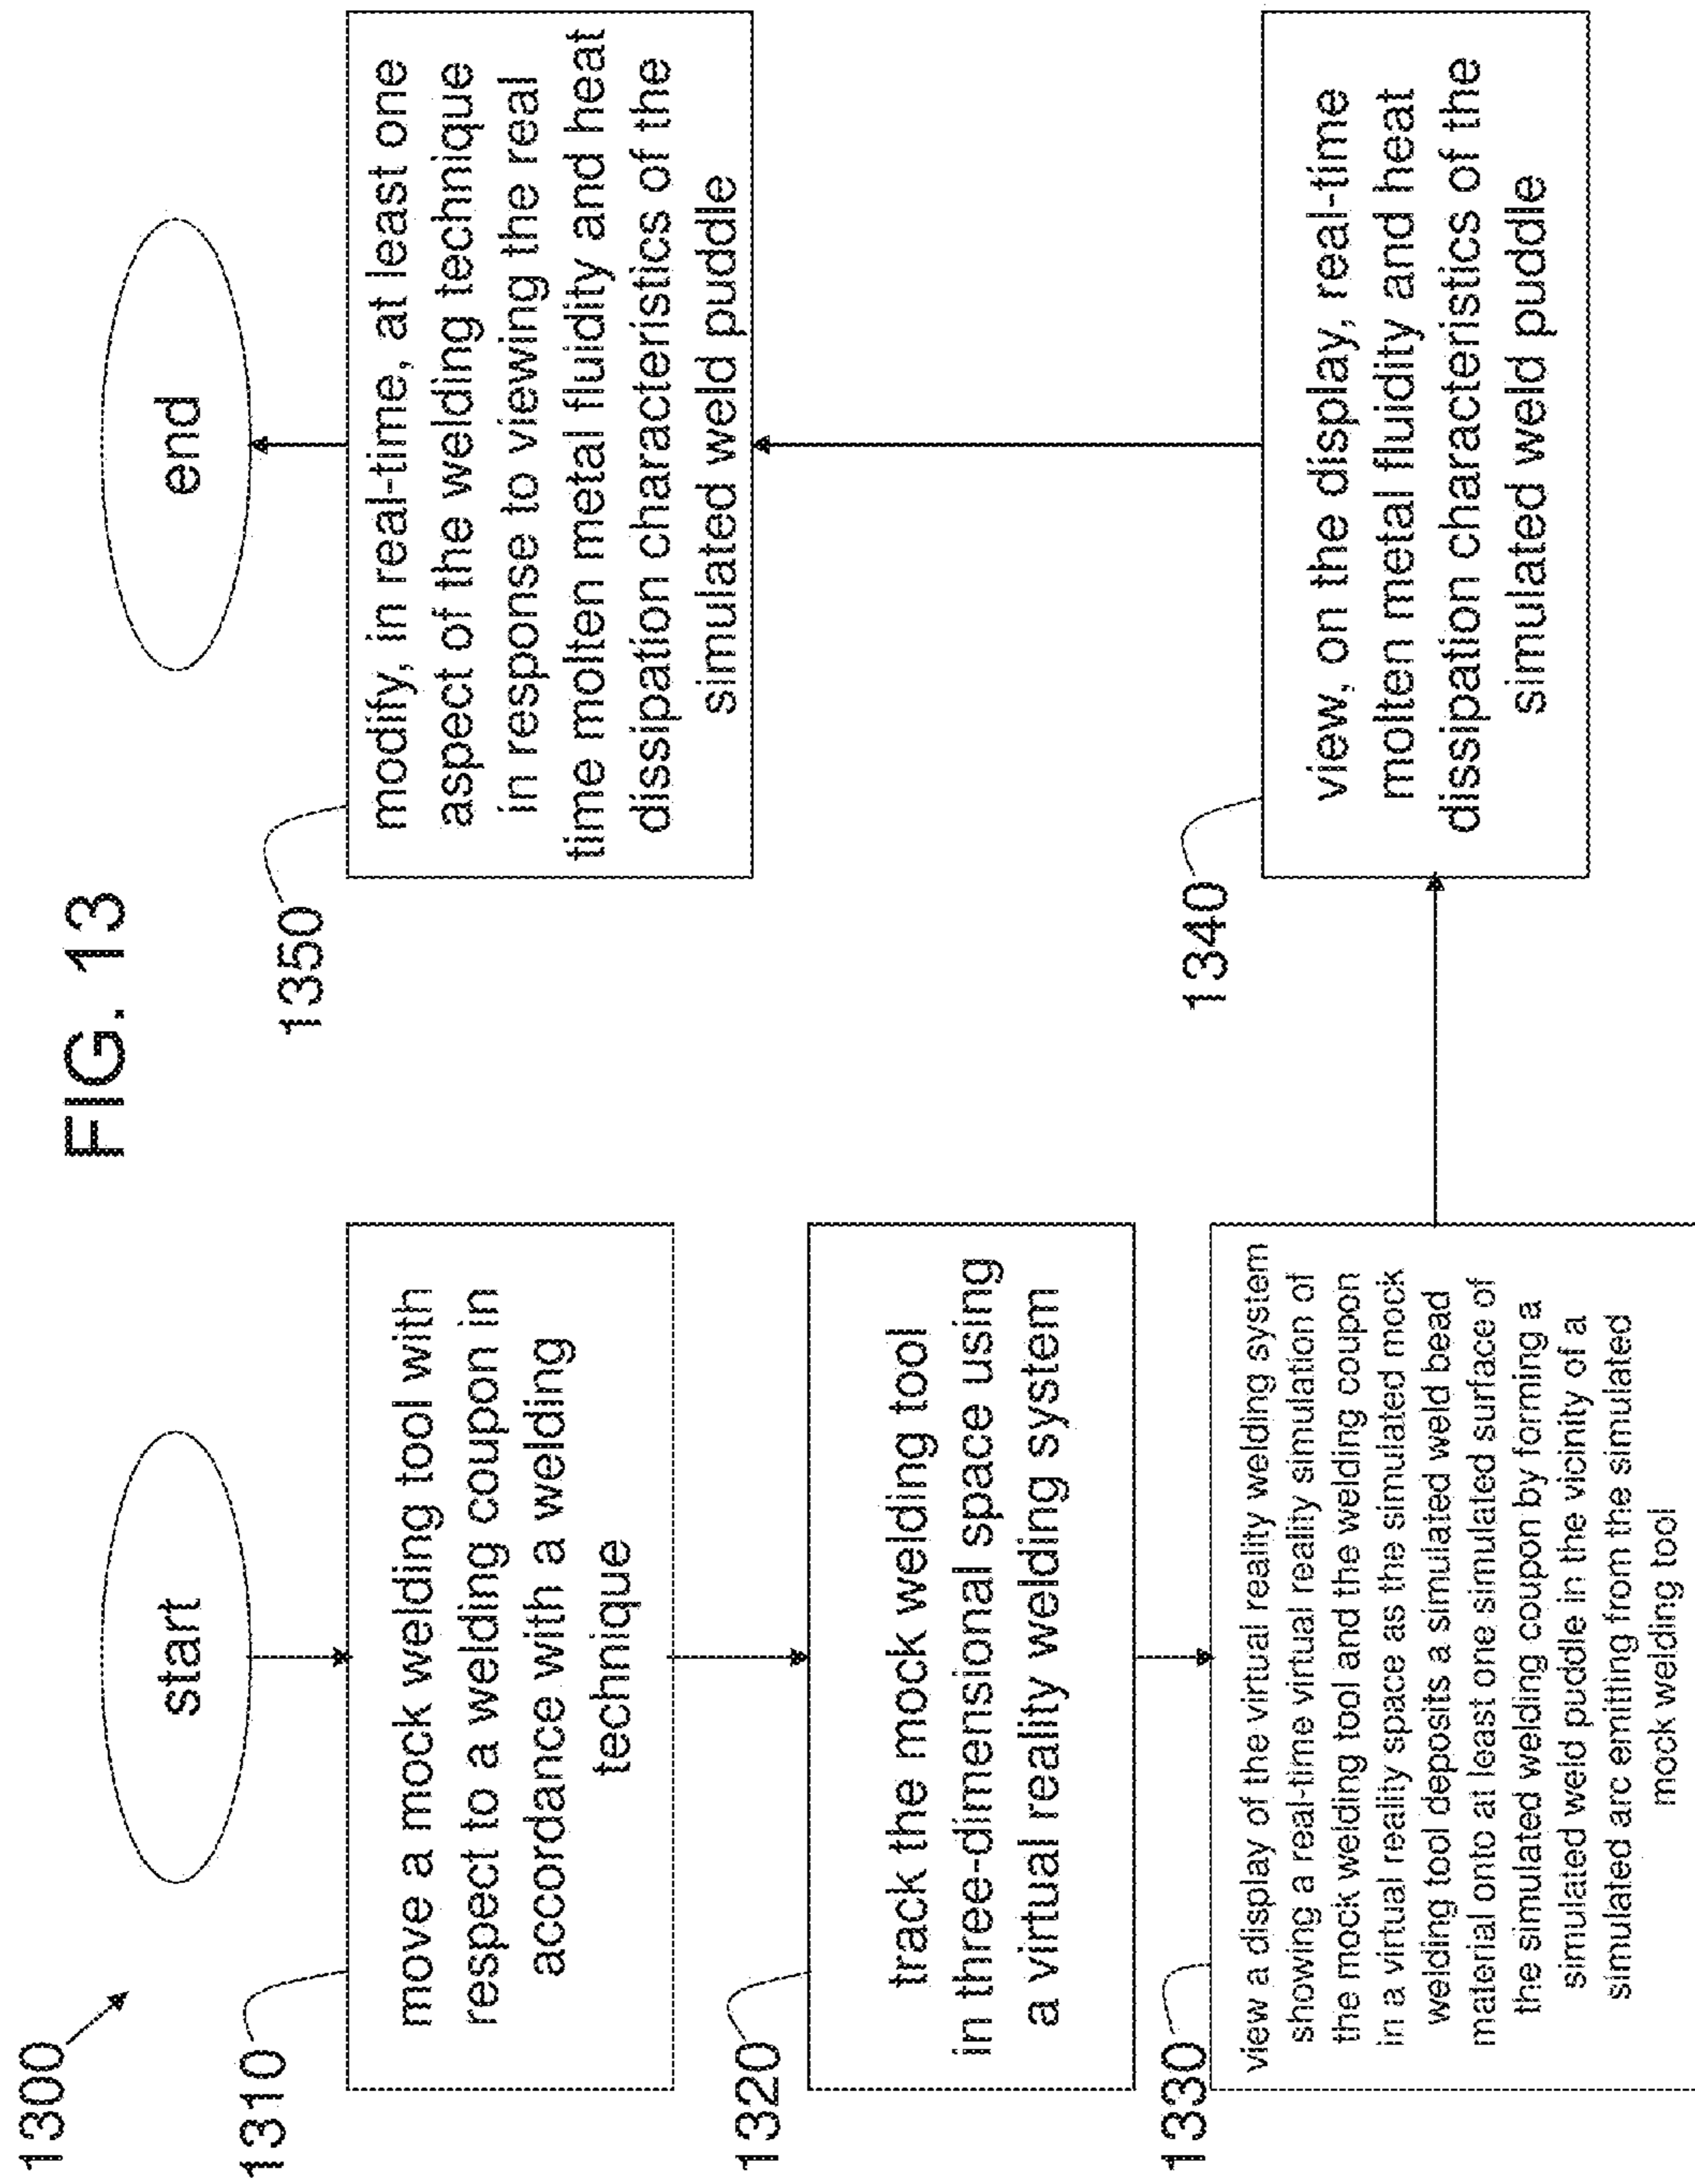 FIG. 13
1300
start
1310
move a mock welding tool with
respect to a welding coupon in
accordance with a welding
technique
1320
track the mock welding tool
in three-dimensional space using
a virtual reality welding system
1330
view a display of the virtual reality welding system
showing a real-time virtual reality simulation of
the mock welding tool and the welding coupon
in a virtual reality space as the simulated mock
welding tool deposits a simulated weld bead
material onto at least one simulated surface of
the simulated welding coupon by forming a
simulated weld puddle in the vicinity of a
simulated arc emitting from the simulated
mock welding tool
1340
view, on the display, real-time
molten metal fluidity and heat
dissipation characteristics of the
simulated weld puddle
1350
modify, in real-time, at least one
aspect of the welding technique
in response to viewing the real
time molten metal fluidity and heat
dissipation characteristics of the
simulated weld puddle
end